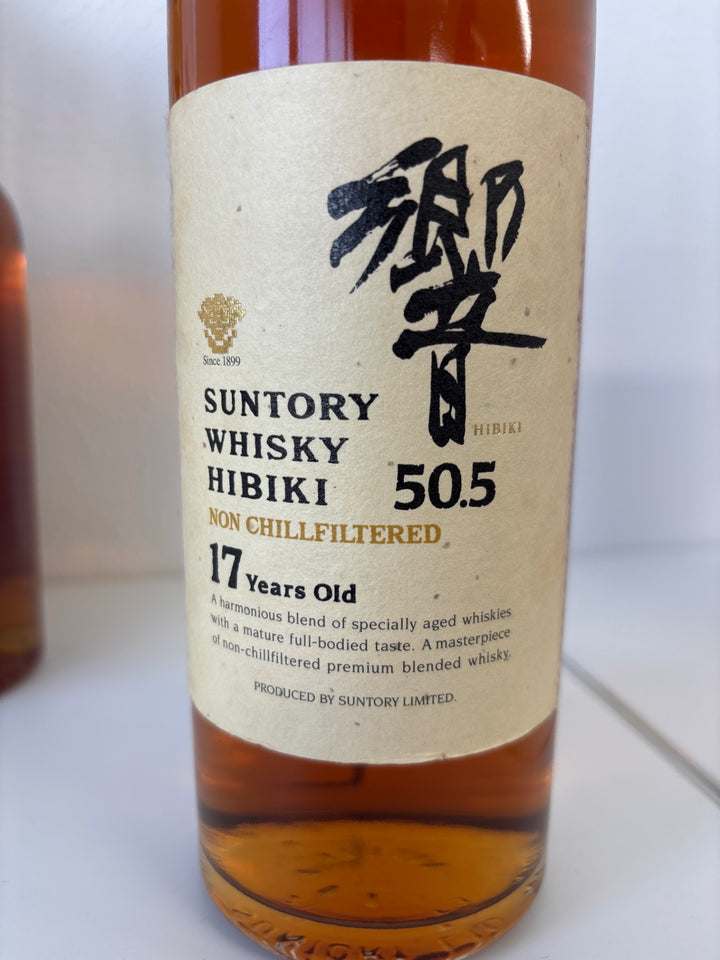 響
HIBIKI
Since 1899
SUNTORY
WHISKY
HIBIKI 50.5
NON CHILLFILTERED
17 Years Old
A harmonious blend of specially aged whiskies
with a mature full-bodied taste. A masterpiece
of non-chillfiltered premium blended whisky.
PRODUCED BY SUNTORY LIMITED.